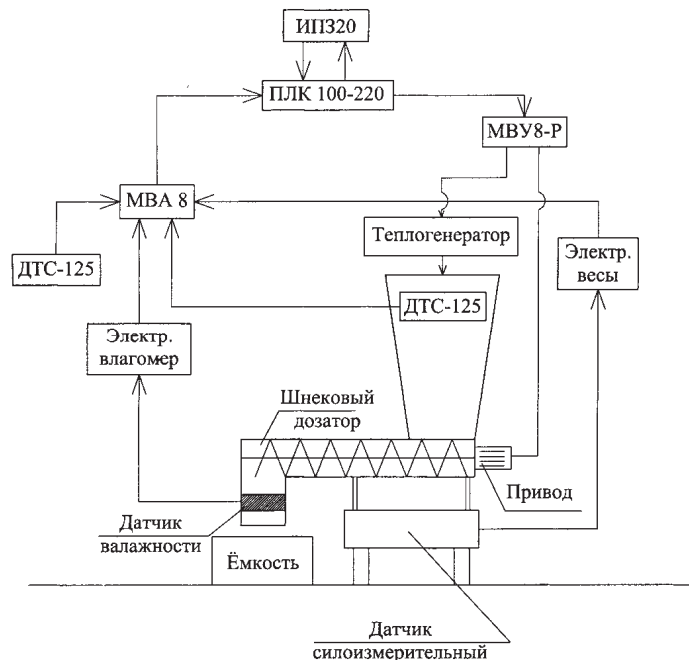 ИП320
ПЛК 100-220
МВУ8-Р
МВА 8
Теплогенератор
ДТС-125
Электр.
весы
ДТС-125
Электр.
влагомер
Шнековый
дозатор
Привод
Датчик
валажности
Ёмкость
Датчик
силоизмерительный